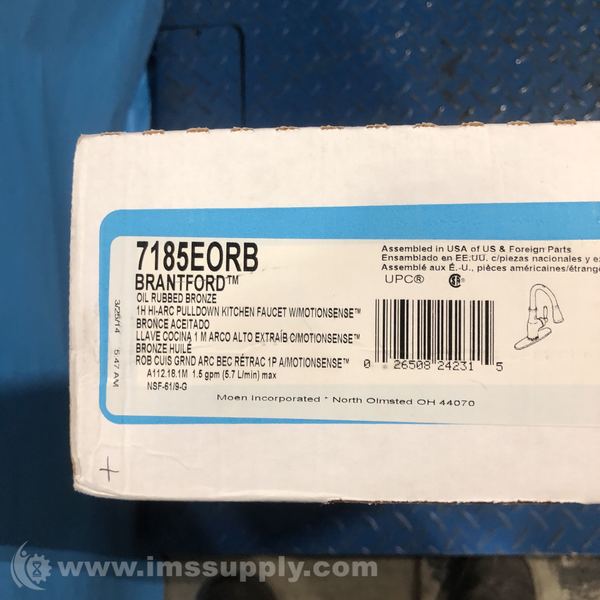 7185EORB
BRANTFORD™
OIL RUBBED BRONZE
1H HI-ARC PULLDOWN KITCHEN FAUCET W/MOTIONSENSE™
BRONCE ACEITADO
LLAVE COCINA 1 M ARCO ALTO EXTRAÍB C/MOTIONSENSE™
BRONZE HUILÉ
ROB CUIS GRND ARC BEC RÉTRAC 1P A/MOTIONSENSE™
A112.18.1M 1.5 gpm (5.7 L/min) max
NSF-61/9-G
Assembled in USA of US & Foreign Parts
Ensamblado en EE.UU. c/piezas nacionales y
Assemblé aux É.-U., pièces américaines/étrang
UPC®
0 26508 24231 5
Moen Incorporated * North Olmsted OH 44070
3/25/14 5:47 AM
www.imssupply.com®